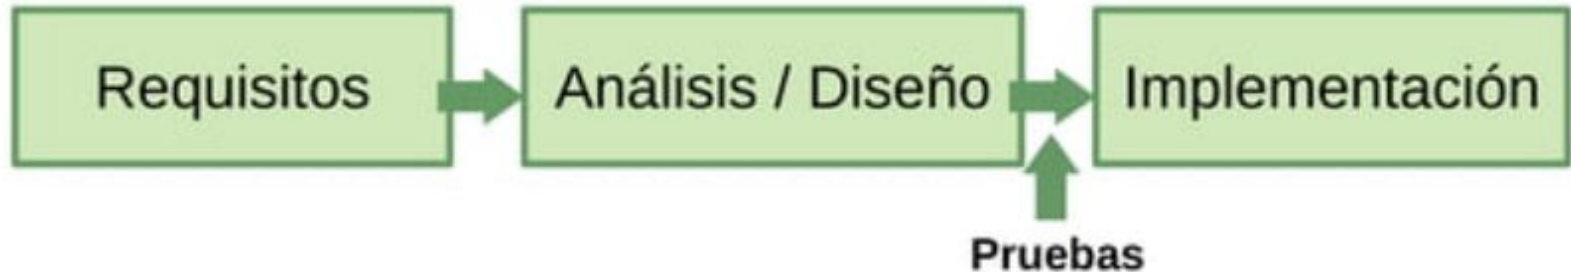 Requisitos
Análisis / Diseño
Implementación
Pruebas